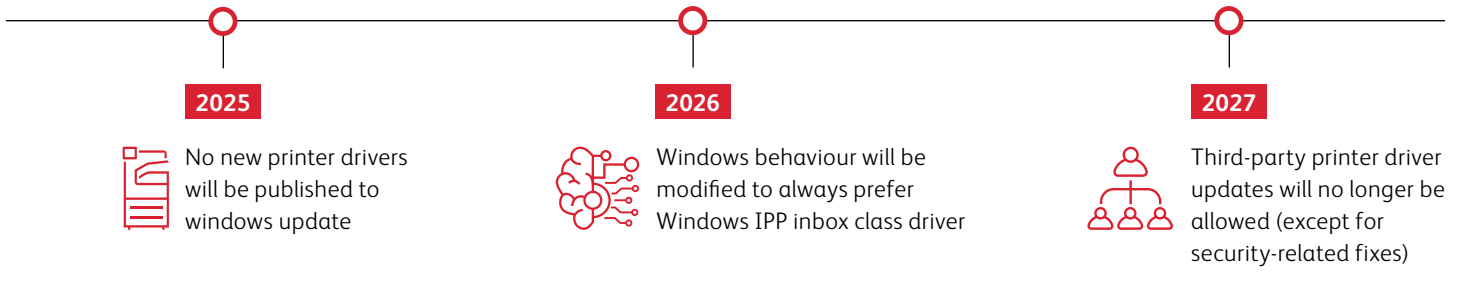 2025
No new printer drivers
will be published to
windows update
2026
Windows behaviour will be
modified to always prefer
Windows IPP inbox class driver
2027
Third-party printer driver
updates will no longer be
allowed (except for
security-related fixes)